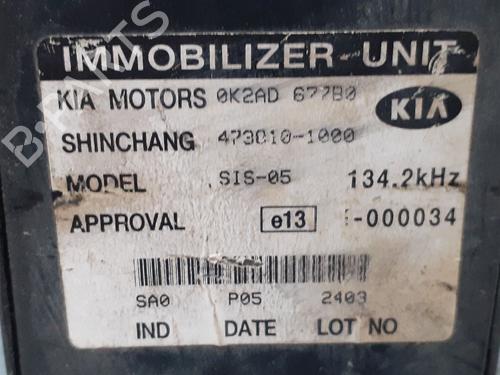 IMMOBILIZER UNIT
KIA MOTORS 0K2AD 677B0
KIA
SHINCHANG 473010-1000
MODEL SIS-05 134.2kHz
APPROVAL e13 -000034
SA0 P05 2403
IND DATE LOT NO
B-PARTS